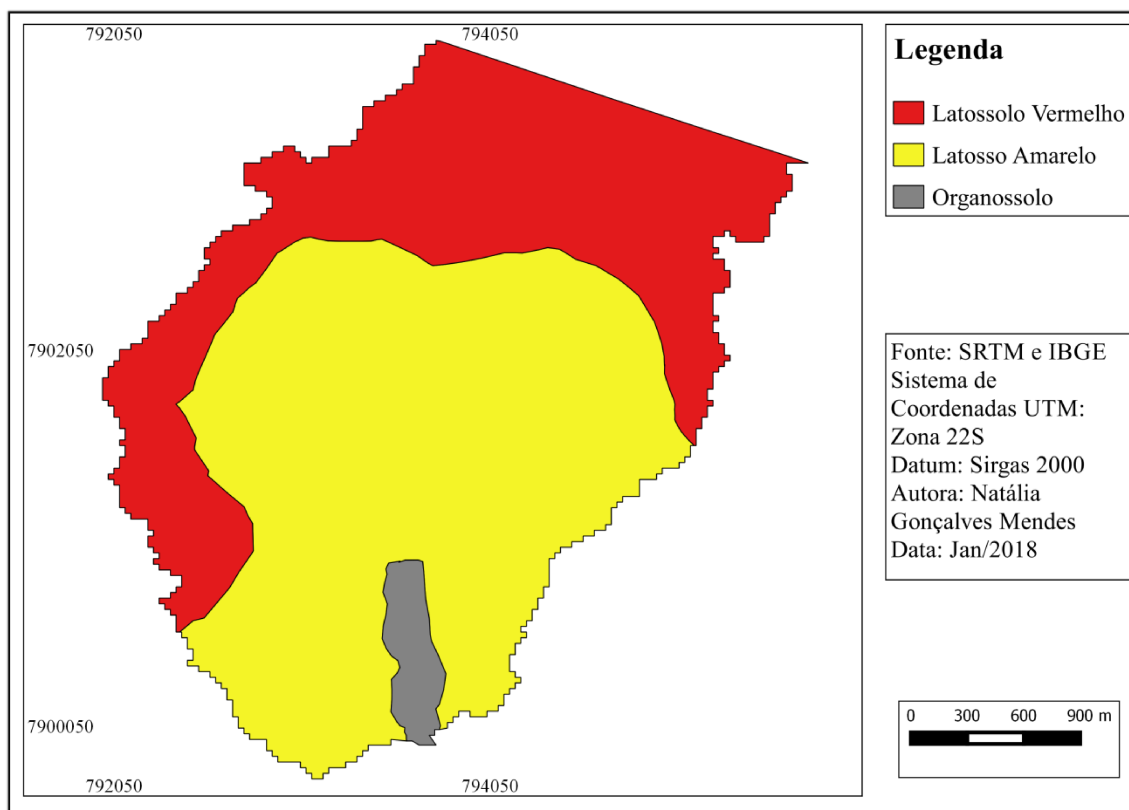 792050
794050
Legenda
Latossolo Vermelho
Latosso Amarelo
Organossolo
7902050
Fonte: SRTM e IBGE
Sistema de
Coordenadas UTM:
Zona 22S
Datum: Sirgas 2000
Autora: Natália
Gonçalves Mendes
Data: Jan/2018
7900050
0 300 600 900 m
792050
794050